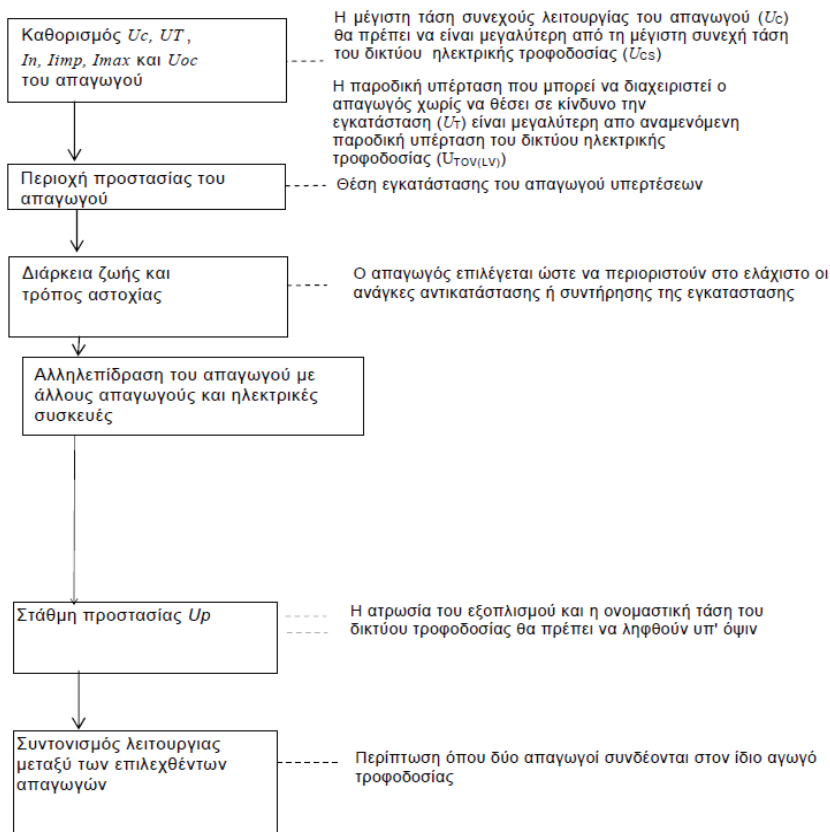 Καθορισμός Uc, UT ,
In, Iimp, Imax και Uoc
του απαγωγού
Η μέγιστη τάση συνεχούς λειτουργίας του απαγωγού (UC)
θα πρέπει να είναι μεγαλύτερη από τη μέγιστη συνεχή τάση
του δικτύου ηλεκτρικής τροφοδοσίας (UCS)
Η παροδική υπέρταση που μπορεί να διαχειριστεί ο
απαγωγός χωρίς να θέσει σε κίνδυνο την
εγκατάσταση (UT) είναι μεγαλύτερη απο αναμενόμενη
παροδική υπέρταση του δικτύου ηλεκτρικής
τροφοδοσίας (UTOV(LV))
Περιοχή προστασίας του
απαγωγού
Θέση εγκατάστασης του απαγωγού υπερτέσεων
Διάρκεια ζωής και
τρόπος αστοχίας
Ο απαγωγός επιλέγεται ώστε να περιοριστούν στο ελάχιστο οι
ανάγκες αντικατάστασης ή συντήρησης της εγκαταστασης
Αλληλεπίδραση του απαγωγού με
άλλους απαγωγούς και ηλεκτρικές
συσκευές
Στάθμη προστασίας Up
Η ατρωσία του εξοπλισμού και η ονομαστική τάση του
δικτύου τροφοδοσίας θα πρέπει να ληφθούν υπ' όψιν
Συντονισμός λειτουργιας
μεταξύ των επιλεχθέντων
απαγωγών
Περίπτωση όπου δύο απαγωγοί συνδέονται στον ίδιο αγωγό
τροφοδοσίας